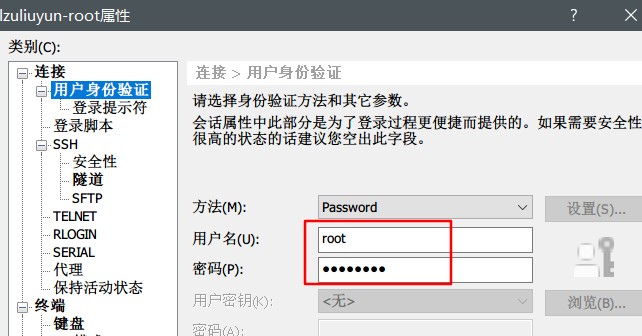 lzuliuyun-root属性
类别(C):
连接
用户身份验证
登录提示符
登录脚本
SSH
安全性
隧道
SFTP
TELNET
RLOGIN
SERIAL
代理
保持活动状态
终端
键盘
连接 > 用户身份验证
请选择身份验证方法和其它参数。
会话属性中此部分是为了登录过程更便捷而提供的。如果需要安全性
很高的状态的话建议您空出此字段。
方法(M):
Password
设置(S)...
用户名(U):
root
密码(P):
●●●●●●●●
用户密钥(K):
<无>
浏览(B)...
密码(A):